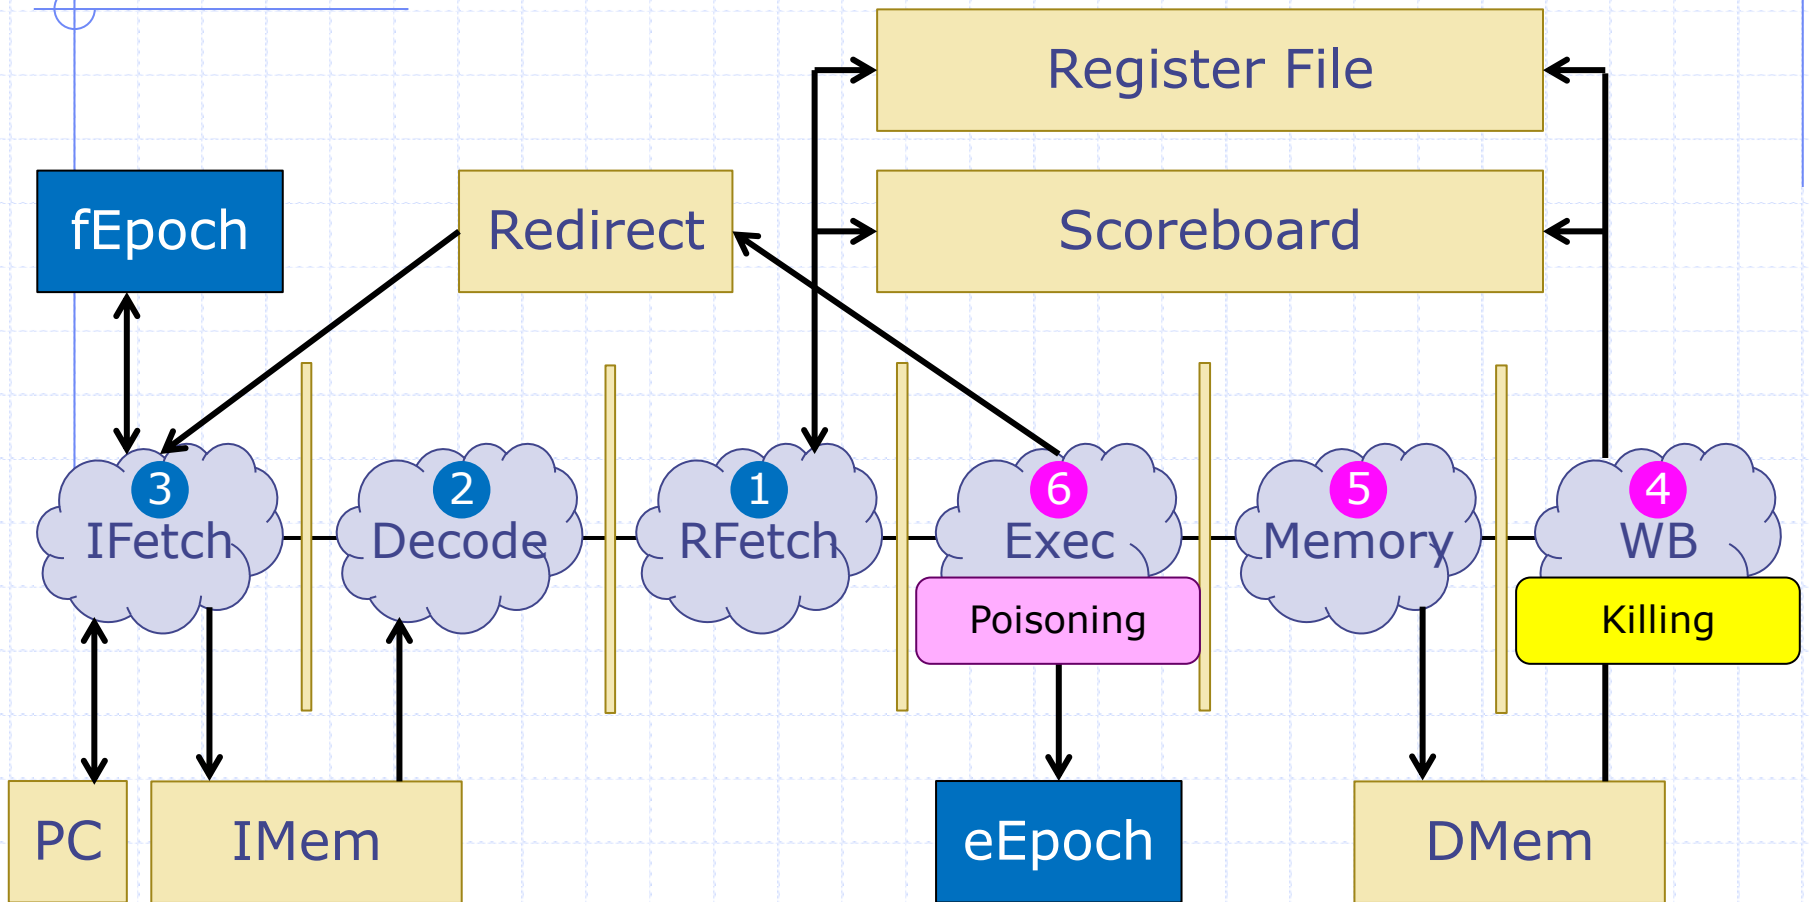 Register File
fEpoch
Redirect
Scoreboard
3
IFetch
2
Decode
1
RFetch
6
Exec
5
Memory
4
WB
Poisoning
Killing
PC
IMem
eEpoch
DMem